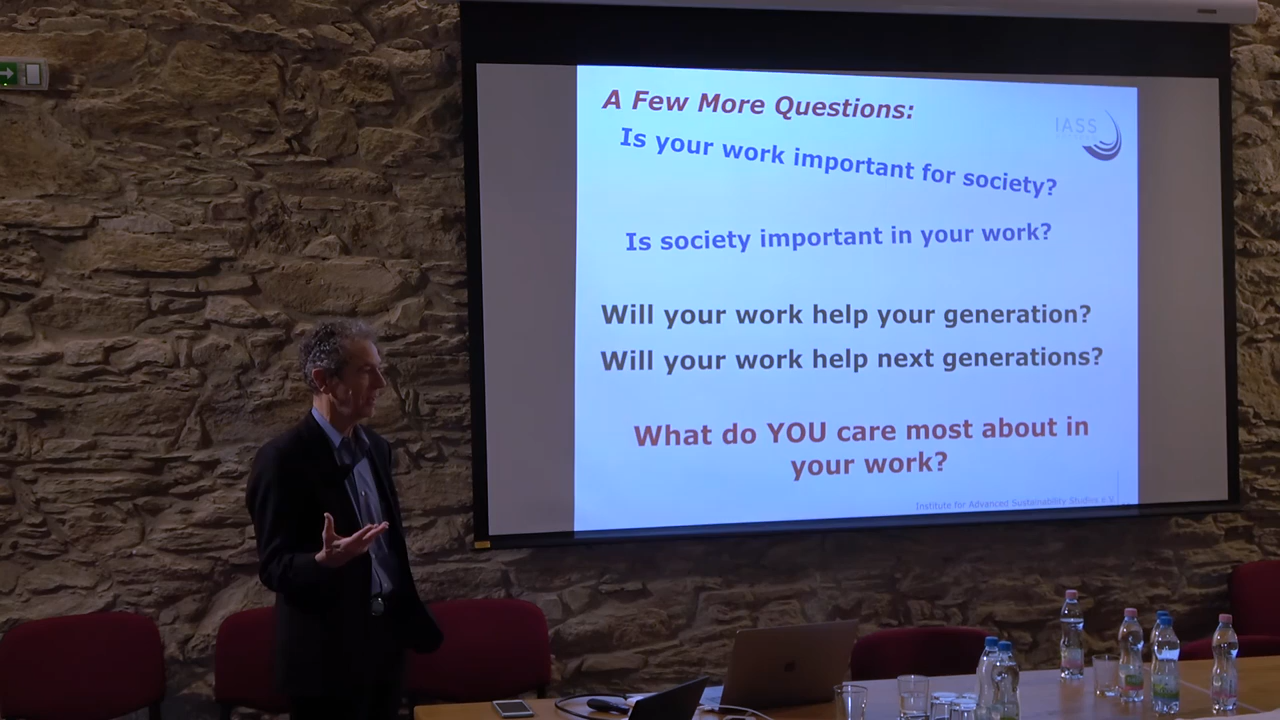 A Few More Questions:
IASS
Is your work important for society?
Is society important in your work?
Will your work help your generation?
Will your work help next generations?
What do YOU care most about in
your work?
Institute for Advanced Sustainability Studies e.V.